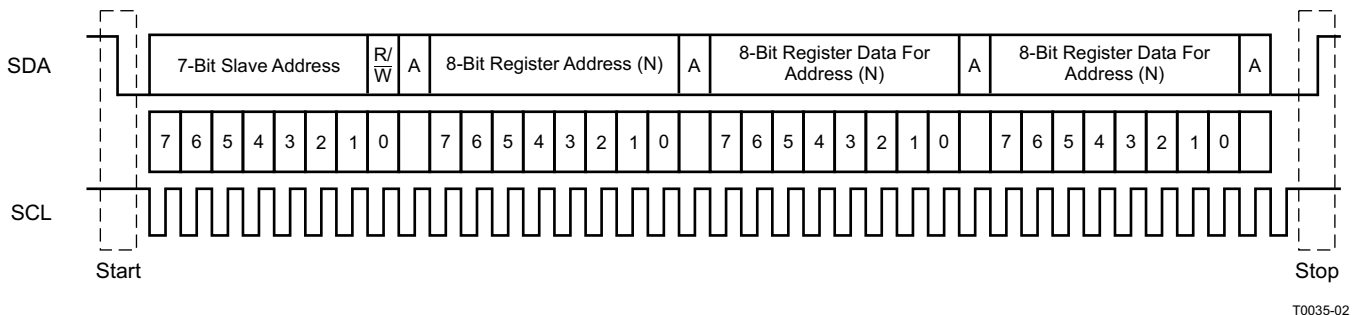 SDA
7-Bit Slave Address
R/
W
A
8-Bit Register Address (N)
A
8-Bit Register Data For
Address (N)
A
8-Bit Register Data For
Address (N)
A
7 6 5 4 3 2 1 0 7 6 5 4 3 2 1 0 7 6 5 4 3 2 1 0 7 6 5 4 3 2 1 0
SCL
Start
Stop
T0035-02